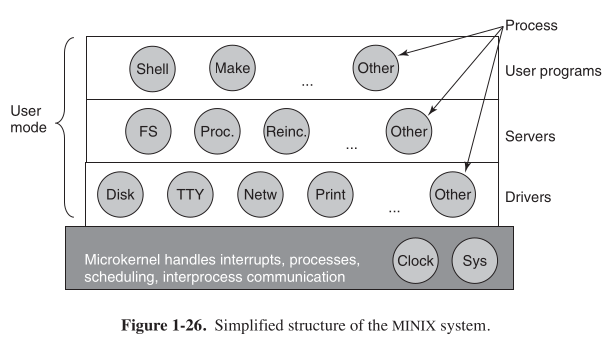 Process
Shell
Make
...
Other
User programs
User
mode
FS
Proc.
Reinc.
...
Other
Servers
Disk
TTY
Netw
Print
...
Other
Drivers
Microkernel handles interrupts, processes,
scheduling, interprocess communication
Clock
Sys
Figure 1-26. Simplified structure of the MINIX system.